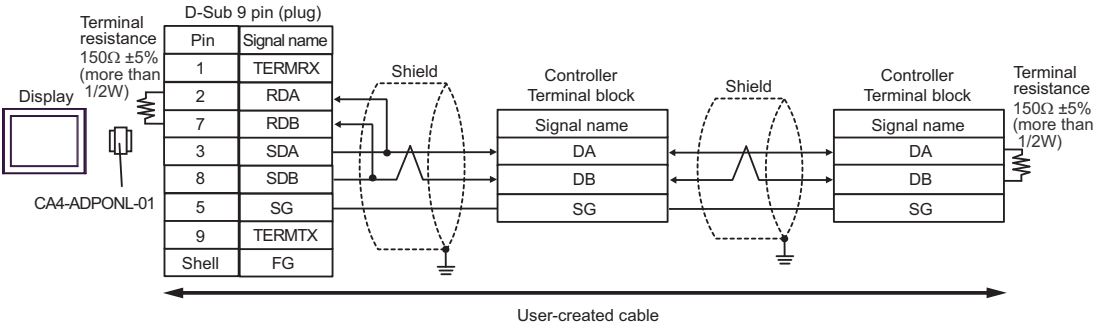 D-Sub 9 pin (plug)
Terminal
resistance
150Ω ±5%
(more than
1/2W)
Display
CA4-ADPONL-01
Pin Signal name
1 TERMRX
2 RDA
7 RDB
3 SDA
8 SDB
5 SG
9 TERMTX
Shell FG
Shield
Controller
Terminal block
Signal name
DA
DB
SG
Shield
Controller
Terminal block
Signal name
DA
DB
SG
Terminal
resistance
150Ω ±5%
(more than
1/2W)
User-created cable